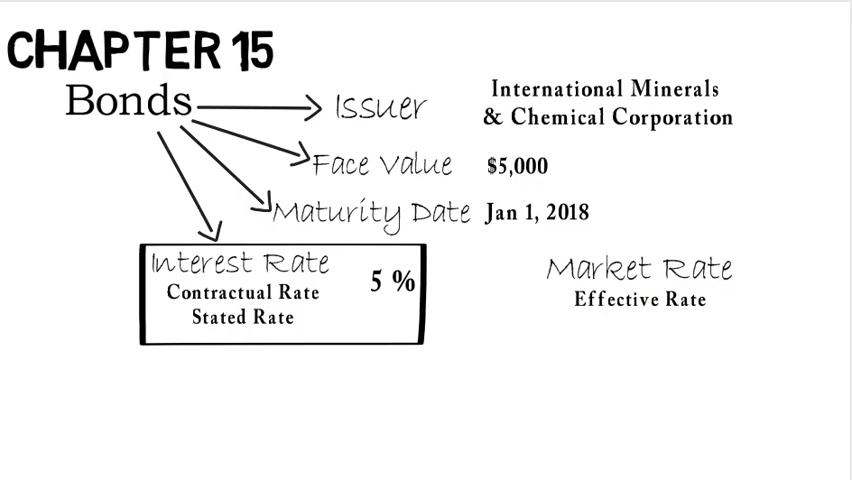 CHAPTER 15
Bonds
Issuer
International Minerals
& Chemical Corporation
Face Value $5,000
Maturity Date Jan 1, 2018
Interest Rate
Contractual Rate
Stated Rate
5 %
Market Rate
Effective Rate